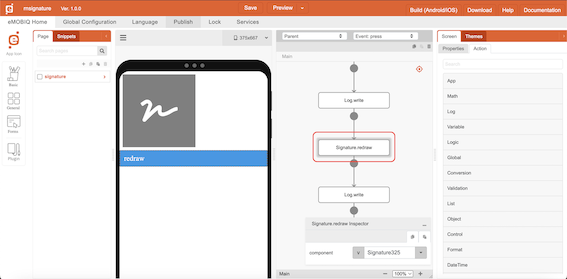 msignature Ver. 1.0.0 Save Preview Build (Android/iOS) Download Help Documentation
eMOBIQ Home Global Configuration Language Publish Lock Services
App Icon
Basic
General
Forms
Plugin
Page Snippets
signature
375x667
redraw
Parent Event: press
Main
Log.write
Signature.redraw
Log.write
Signature.redraw Inspector
component v Signature325
Main 100%
Screen Themes
Properties Action
Search
App
Math
Log
Variable
Logic
Global
Conversion
Validation
List
Object
Control
Format
DateTime